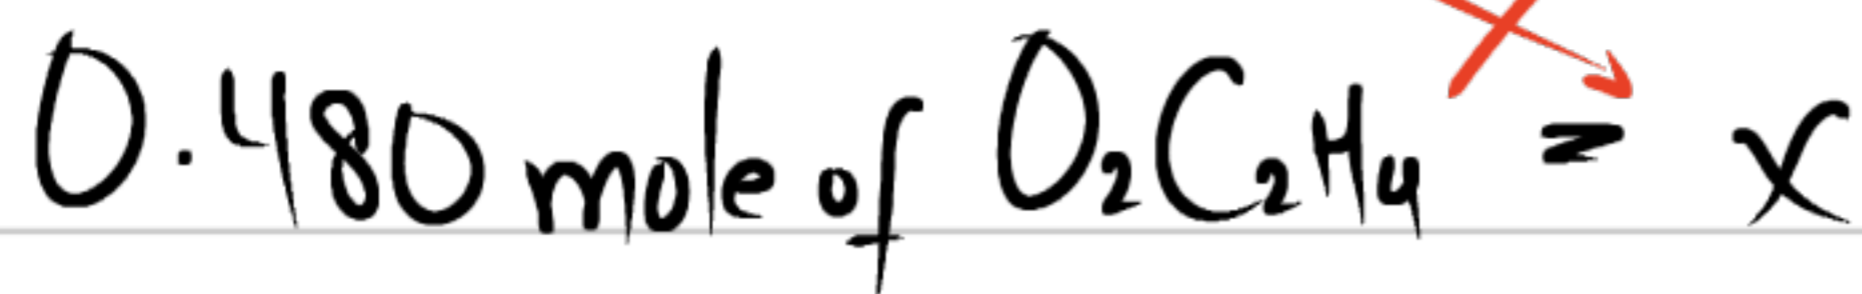 0.480 mole of O₂C₂H₄ = x